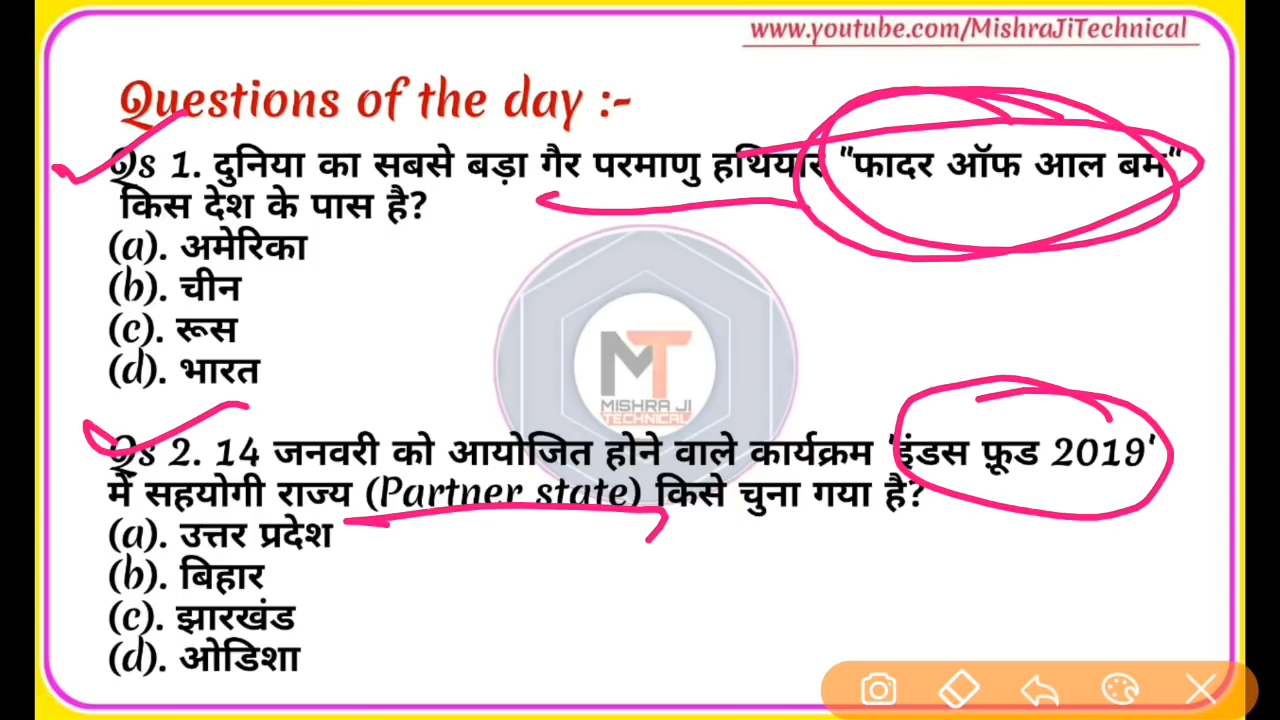 www.youtube.com/MishraJiTechnical
Questions of the day :-
Qs 1. दुनिया का सबसे बड़ा गैर परमाणु हथियार "फादर ऑफ आल बम"
किस देश के पास है?
(a). अमेरिका
(b). चीन
(c). रूस
(d). भारत
MT
MISHRA JI
TECHNICAL
Qs 2. 14 जनवरी को आयोजित होने वाले कार्यक्रम 'इंडस फ़ूड 2019'
में सहयोगी राज्य (Partner state) किसे चुना गया है?
(a). उत्तर प्रदेश
(b). बिहार
(c). झारखंड
(d). ओडिशा